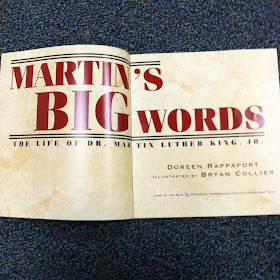 MARTIN'S
BIG WORDS
THE LIFE OF DR. MARTIN LUTHER KING, JR.
DOREEN RAPPAPORT
ILLUSTRATED BY BRYAN COLLIER